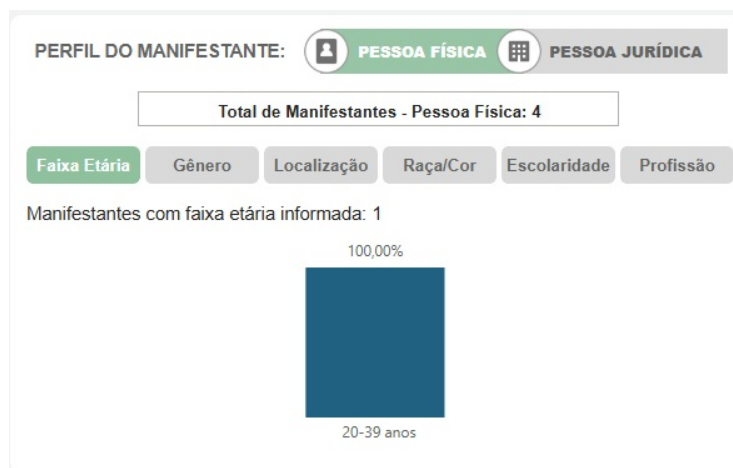 PERFIL DO MANIFESTANTE: PESSOA FÍSICA PESSOA JURÍDICA
Total de Manifestantes - Pessoa Física: 4
Faixa Etária Gênero Localização Raça/Cor Escolaridade Profissão
Manifestantes com faixa etária informada: 1
100,00%
20-39 anos